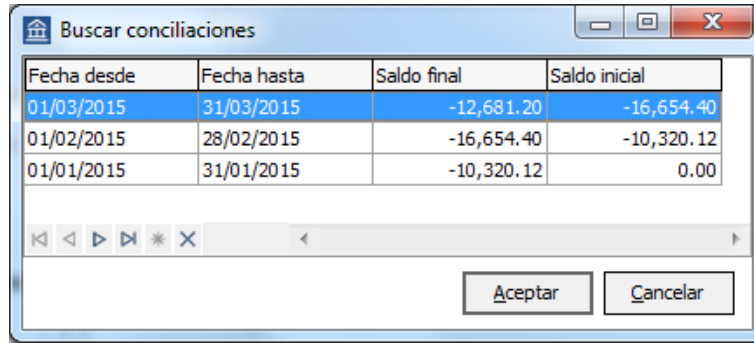 Buscar conciliaciones
Fecha desde Fecha hasta Saldo final Saldo inicial
01/03/2015 31/03/2015 -12,681.20 -16,654.40
01/02/2015 28/02/2015 -16,654.40 -10,320.12
01/01/2015 31/01/2015 -10,320.12 0.00
Aceptar Cancelar